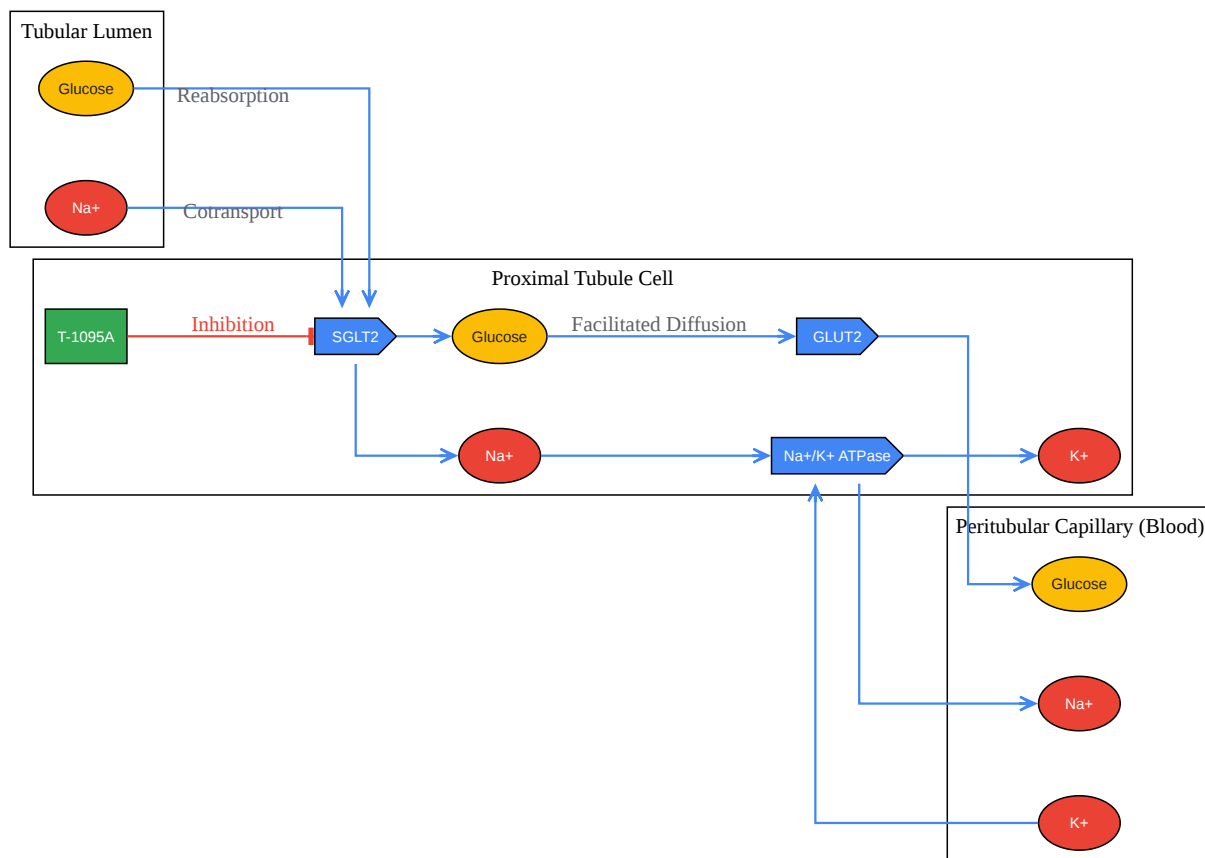 Tubular Lumen
Glucose
Reabsorption
Na+
Cotransport
Proximal Tubule Cell
T-1095A
Inhibition
SGLT2
Glucose
Facilitated Diffusion
GLUT2
Na+
Na+/K+ ATPase
K+
Peritubular Capillary (Blood)
Glucose
Na+
K+